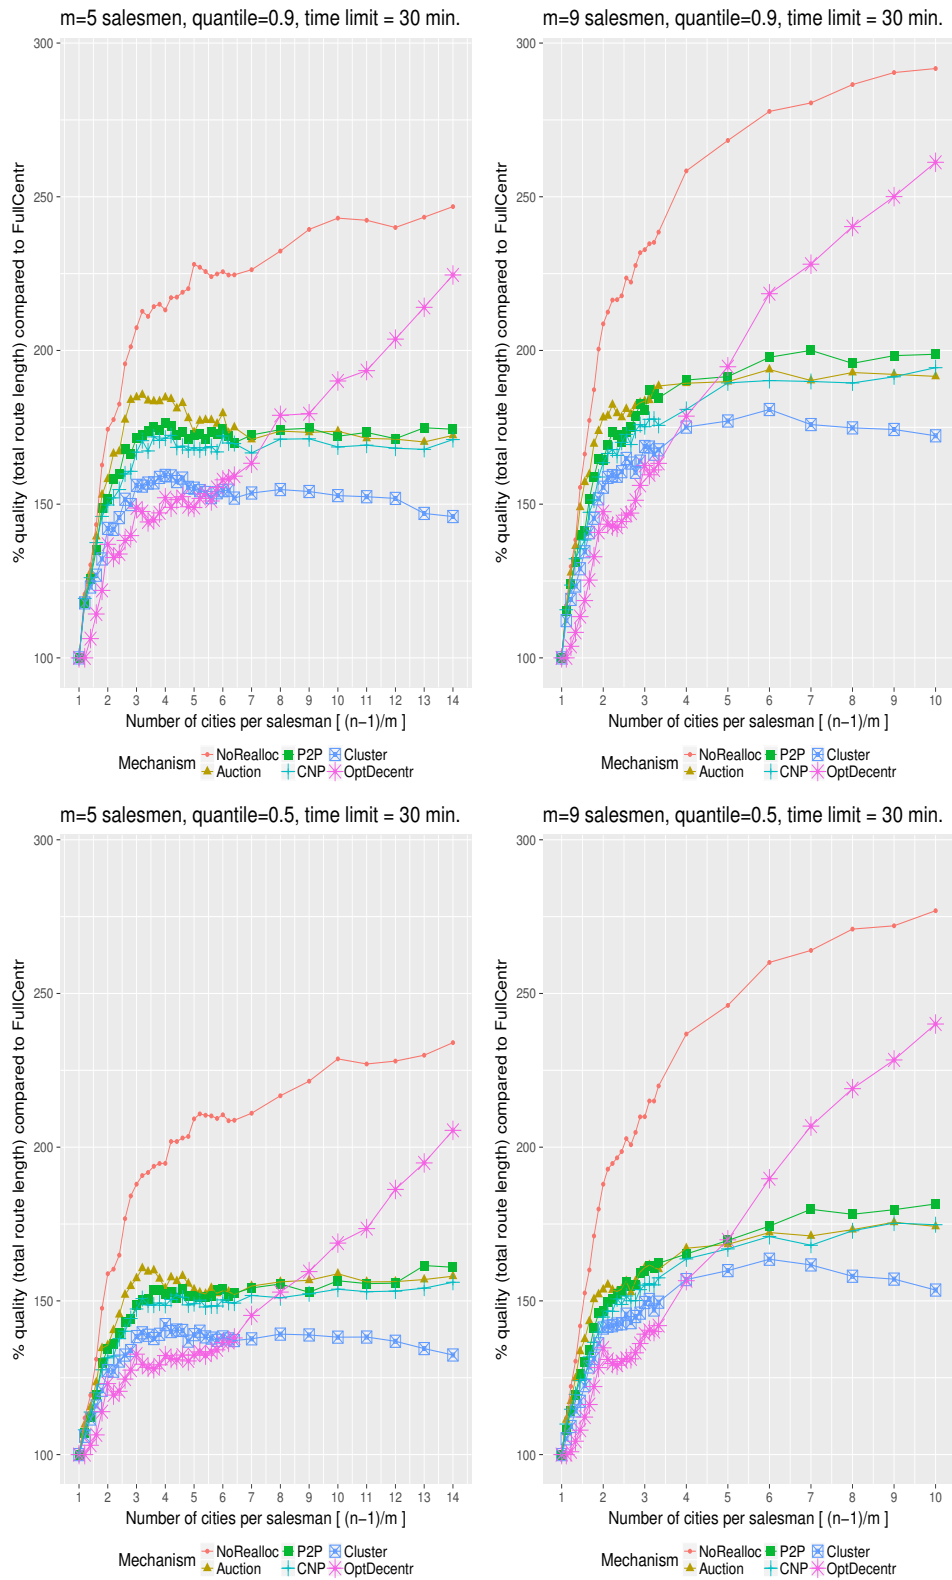 m=5 salesmen, quantile=0.9, time limit = 30 min.
% quality (total route length) compared to FullCentr
300
250
200
150
100
1 2 3 4 5 6 7 8 9 10 11 12 13 14
Number of cities per salesman [ (n−1)/m ]
Mechanism NoRealloc P2P Cluster
Auction CNP OptDecentr
m=9 salesmen, quantile=0.9, time limit = 30 min.
% quality (total route length) compared to FullCentr
300
250
200
150
100
1 2 3 4 5 6 7 8 9 10
Number of cities per salesman [ (n−1)/m ]
Mechanism NoRealloc P2P Cluster
Auction CNP OptDecentr
m=5 salesmen, quantile=0.5, time limit = 30 min.
% quality (total route length) compared to FullCentr
300
250
200
150
100
1 2 3 4 5 6 7 8 9 10 11 12 13 14
Number of cities per salesman [ (n−1)/m ]
Mechanism NoRealloc P2P Cluster
Auction CNP OptDecentr
m=9 salesmen, quantile=0.5, time limit = 30 min.
% quality (total route length) compared to FullCentr
300
250
200
150
100
1 2 3 4 5 6 7 8 9 10
Number of cities per salesman [ (n−1)/m ]
Mechanism NoRealloc P2P Cluster
Auction CNP OptDecentr